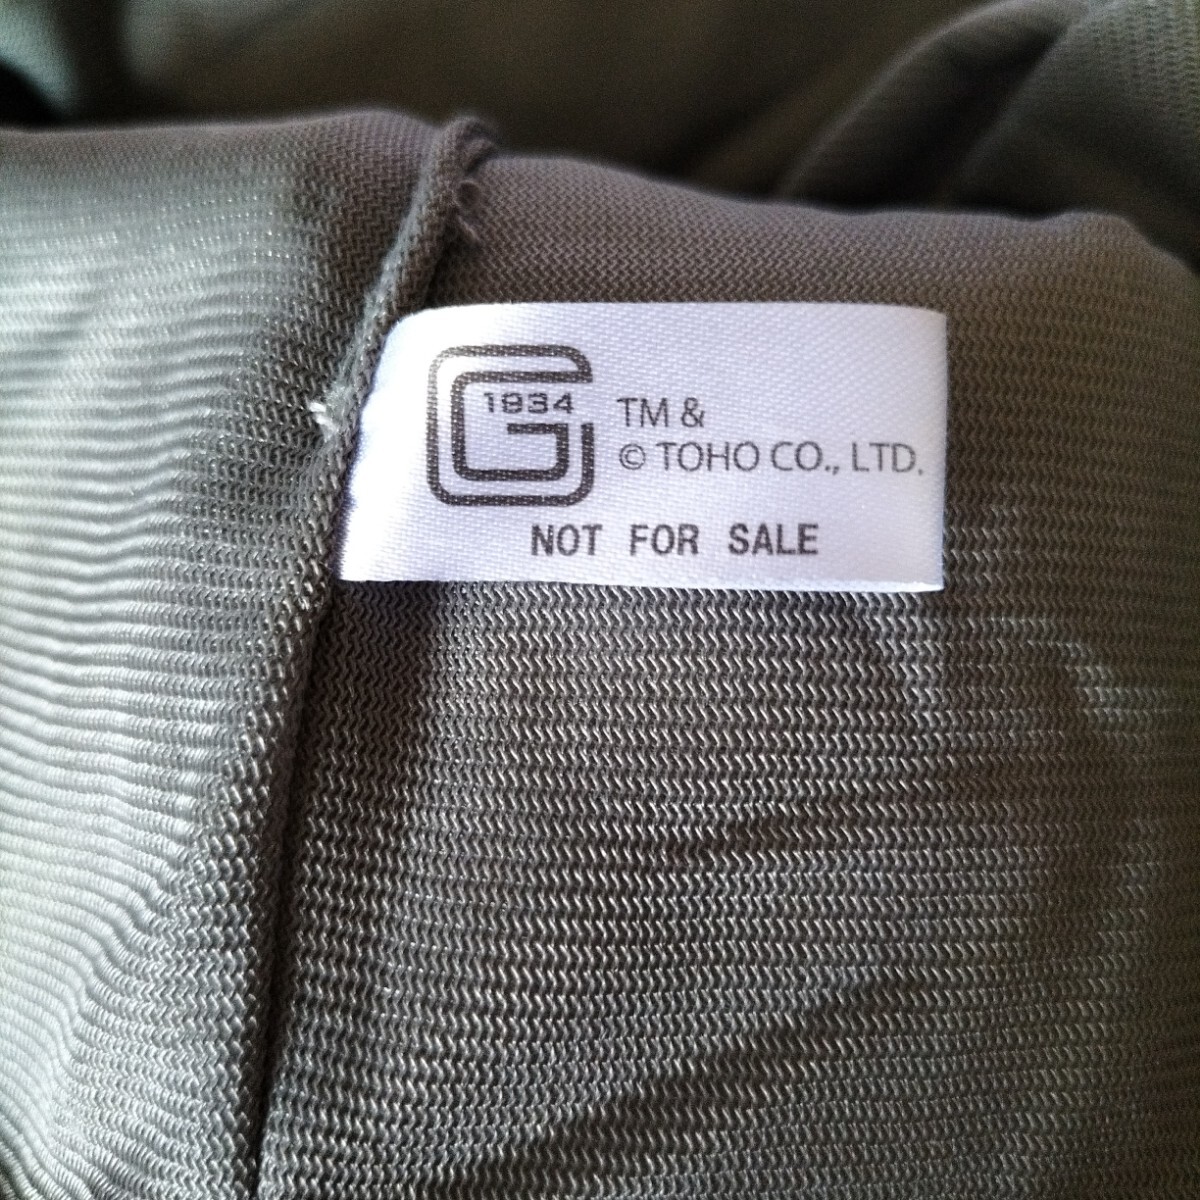 G
1934
TM &
© TOHO CO., LTD.
NOT FOR SALE